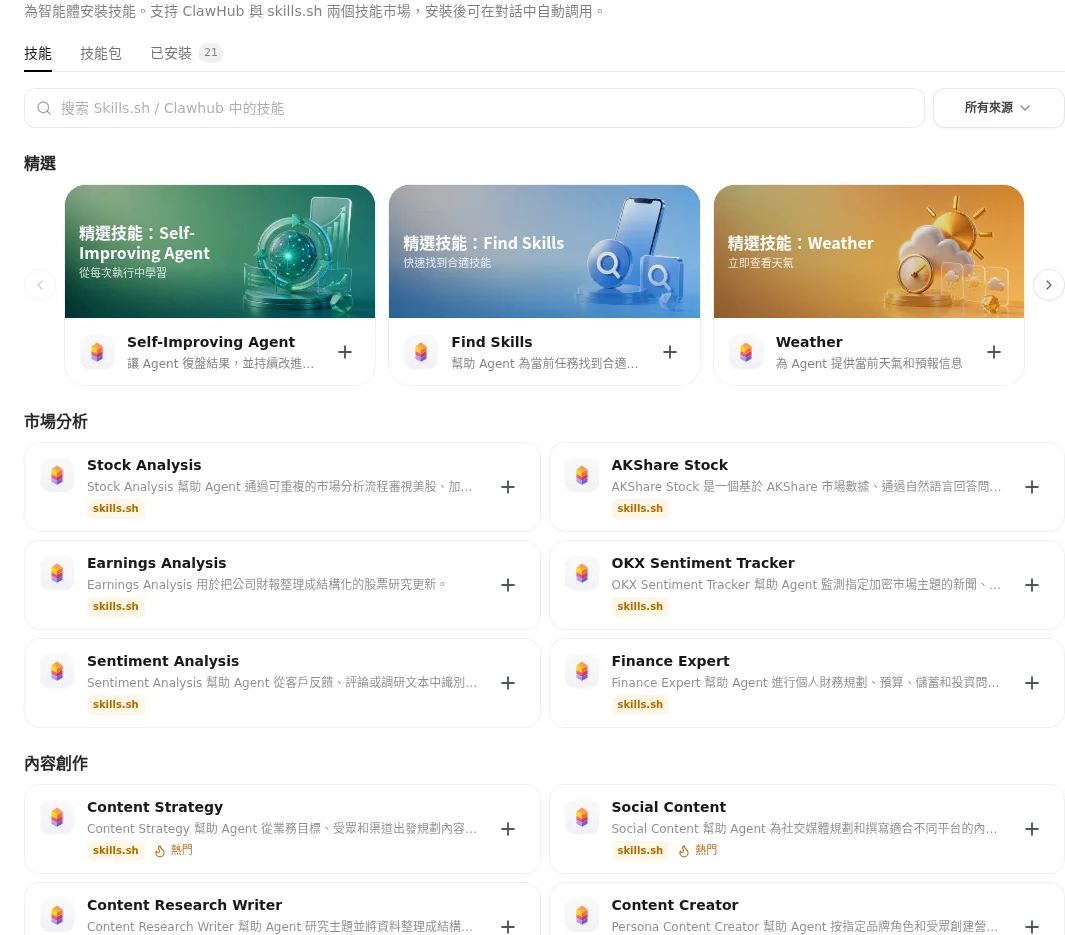 為智能體安裝技能。支持 ClawHub 與 skills.sh 兩個技能市場，安裝後可在對話中自動調用。
技能
技能包
已安裝 21
搜索 Skills.sh / Clawhub 中的技能
所有來源
精選
精選技能：Self-
Improving Agent
從每次執行中學習
精選技能：Find Skills
快速找到合適技能
精選技能：Weather
立即查看天氣
Self-Improving Agent
讓 Agent 復盤結果，並持續改進...
Find Skills
幫助 Agent 為當前任務找到合適...
Weather
為 Agent 提供當前天氣和預報信息
市場分析
Stock Analysis
Stock Analysis 幫助 Agent 通過可重複的市場分析流程審視美股、加...
skills.sh
AKShare Stock
AKShare Stock 是一個基於 AKShare 市場數據、通過自然語言回答問...
skills.sh
Earnings Analysis
Earnings Analysis 用於把公司財報整理成結構化的股票研究更新。
skills.sh
OKX Sentiment Tracker
OKX Sentiment Tracker 幫助 Agent 監測指定加密市場主題的新聞、...
skills.sh
Sentiment Analysis
Sentiment Analysis 幫助 Agent 從客戶反饋、評論或調研文本中識別...
skills.sh
Finance Expert
Finance Expert 幫助 Agent 進行個人財務規劃、預算、儲蓄和投資問...
skills.sh
內容創作
Content Strategy
Content Strategy 幫助 Agent 從業務目標、受眾和渠道出發規劃內容...
skills.sh 熱門
Social Content
Social Content 幫助 Agent 為社交媒體規劃和撰寫適合不同平台的內...
skills.sh 熱門
Content Research Writer
Content Research Writer 幫助 Agent 研究主題並將資料整理成結構...
Content Creator
Persona Content Creator 幫助 Agent 按指定品牌角色和受眾創建營...